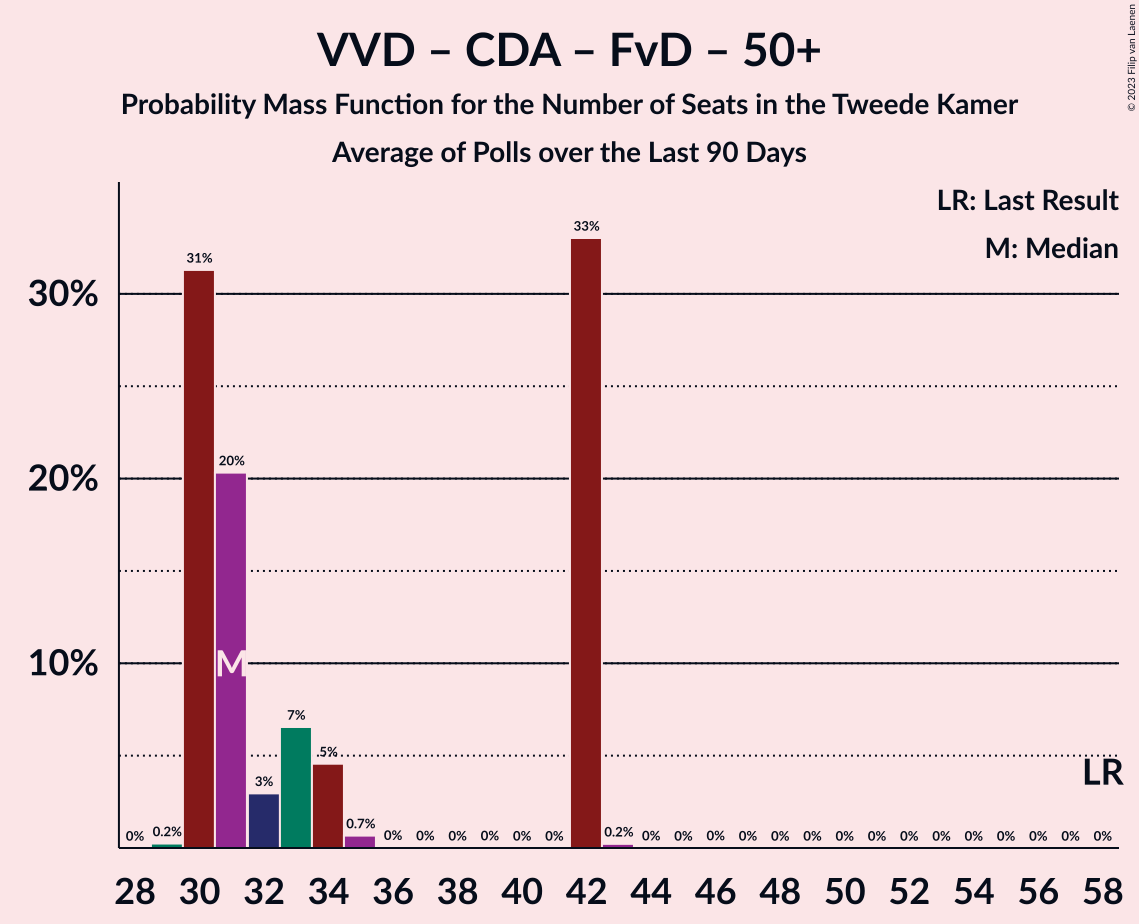 VVD – CDA – FvD – 50+
Probability Mass Function for the Number of Seats in the Tweede Kamer
Average of Polls over the Last 90 Days
© 2023 Filip van Laenen
LR: Last Result
M: Median
30%
20%
10%
0% 0.2% 31% 20% 3% 7% 5% 0.7% 0% 0% 0% 0% 0% 0% 33% 0.2% 0% 0% 0% 0% 0% 0% 0% 0% 0% 0% 0% 0% 0% 0% 0%
M
LR
28 30 32 34 36 38 40 42 44 46 48 50 52 54 56 58